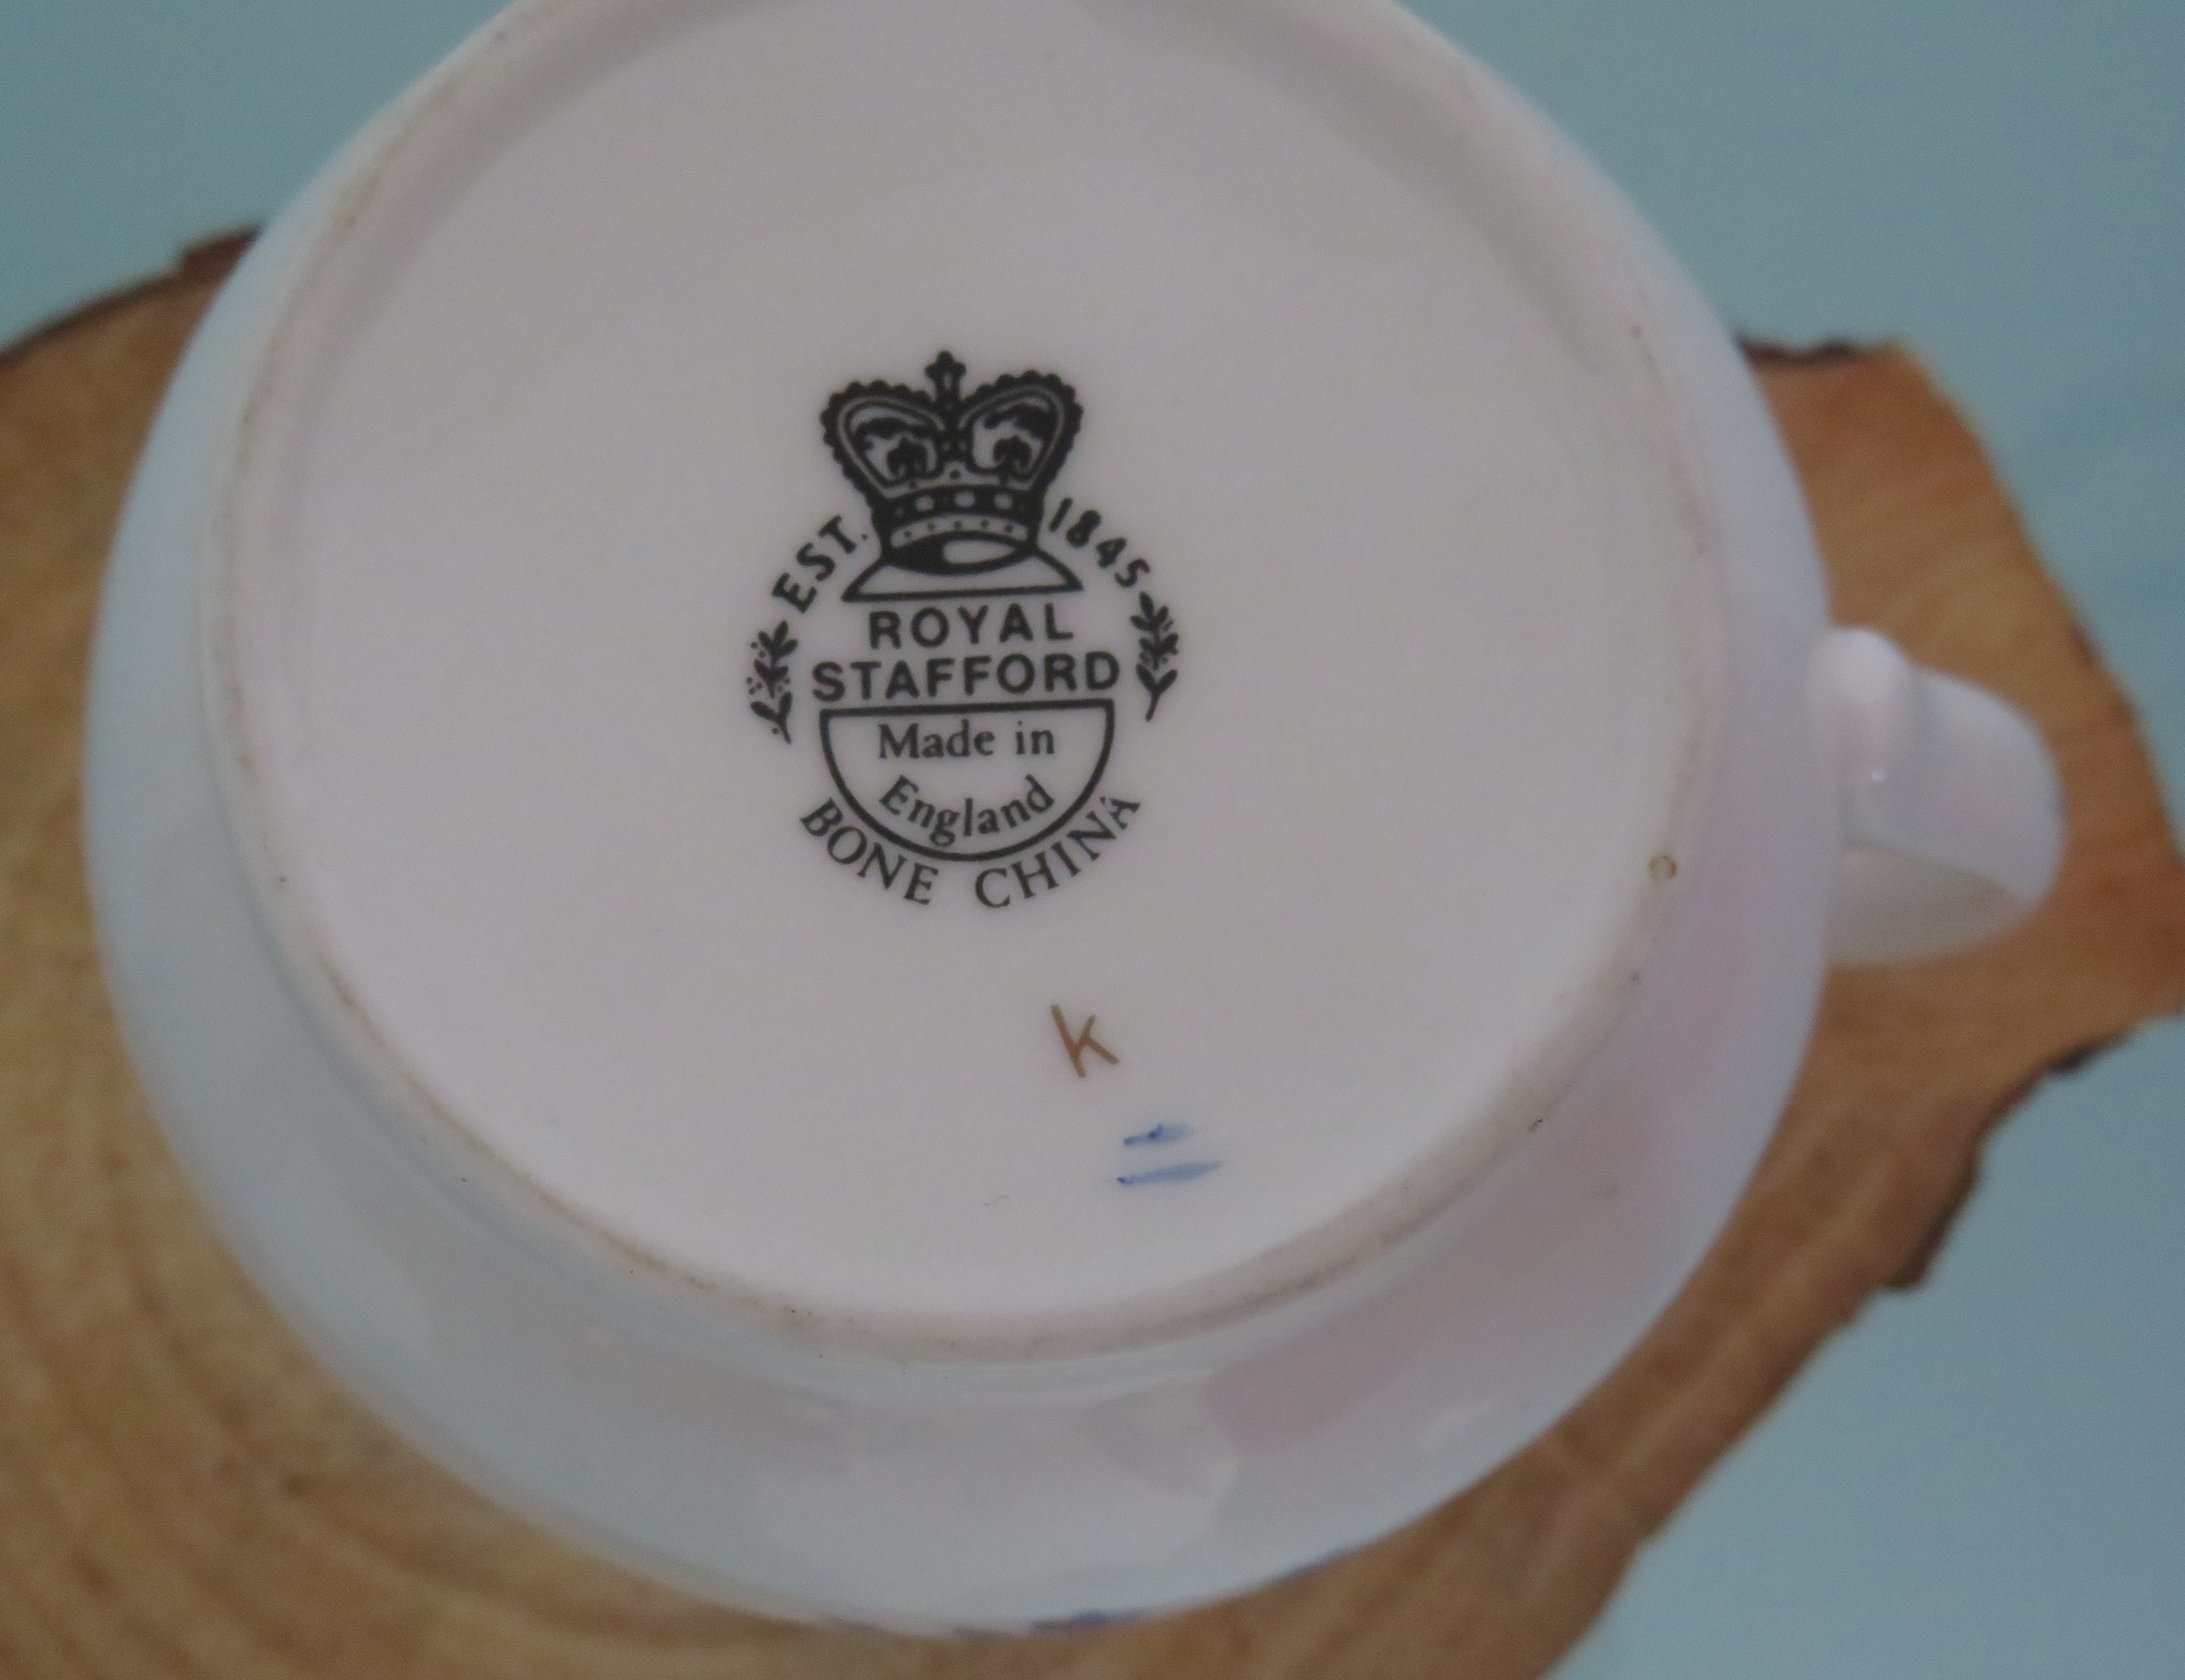 EST. 1845
ROYAL
STAFFORD
Made in
England
BONE CHINA
K